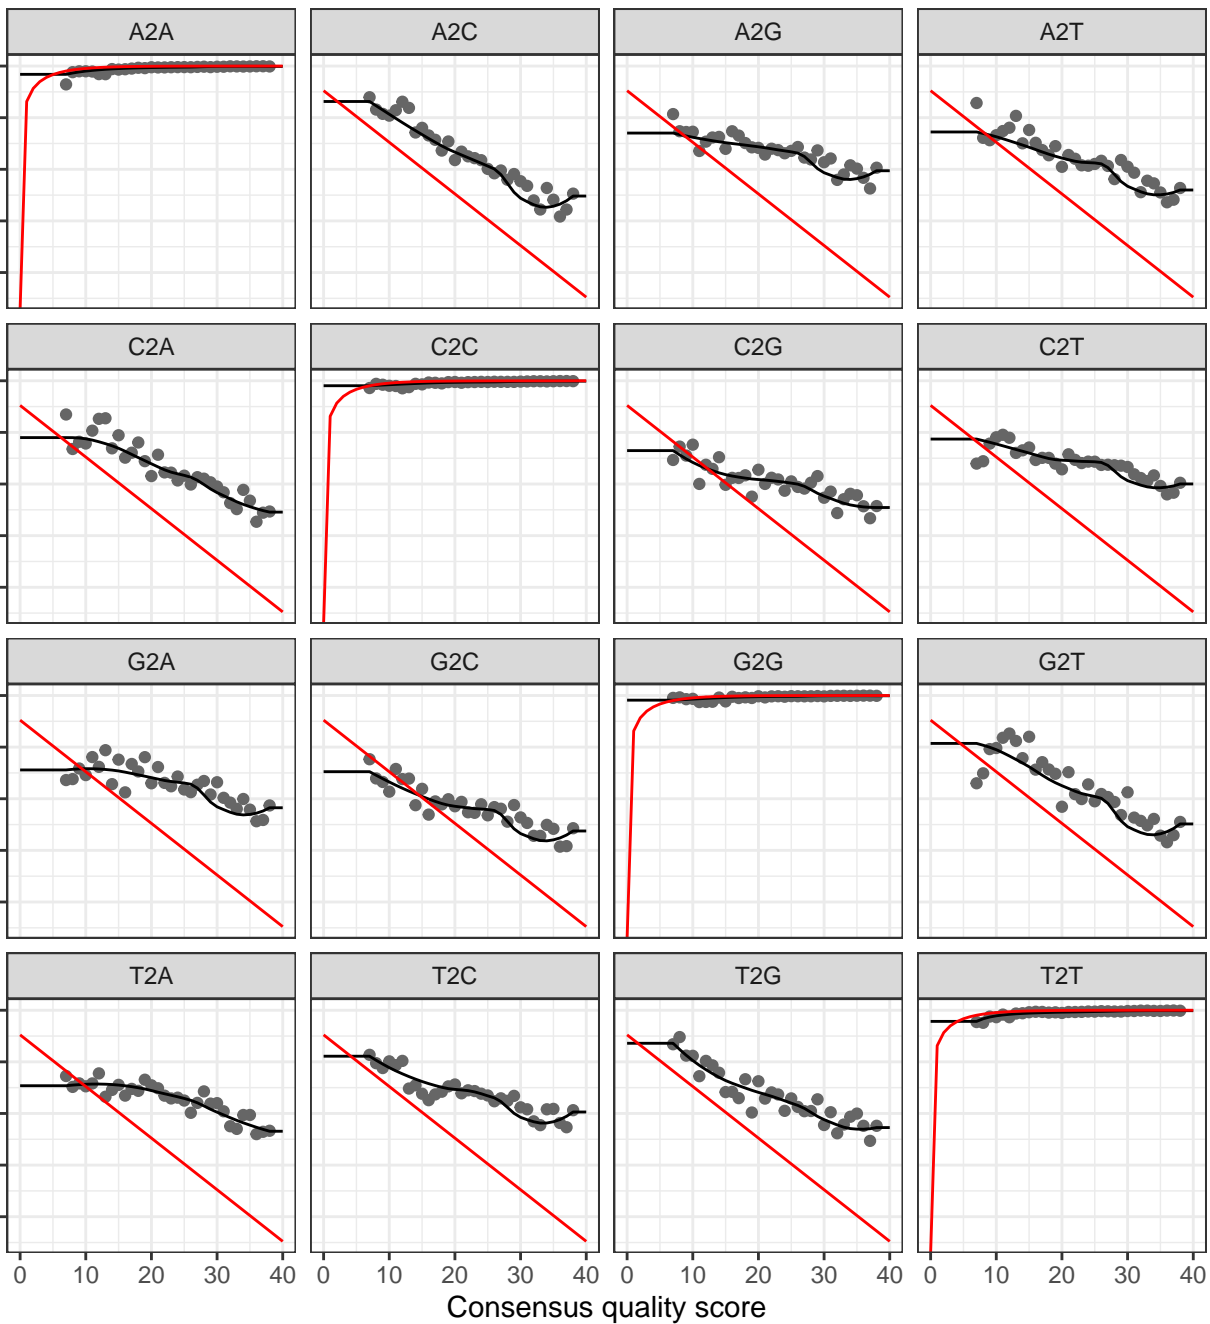 A2A A2C A2G A2T
C2A C2C C2G C2T
G2A G2C G2G G2T
T2A T2C T2G T2T
0 10 20 30 40 0 10 20 30 40 0 10 20 30 40 0 10 20 30 40
Consensus quality score